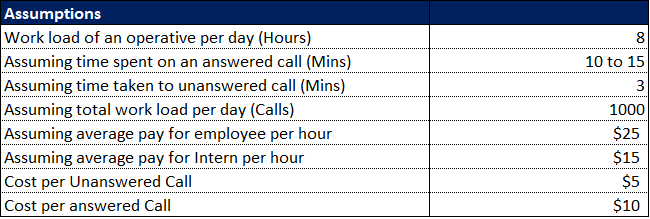 Assumptions
Work load of an operative per day (Hours) 8
Assuming time spent on an answered call (Mins) 10 to 15
Assuming time taken to unanswered call (Mins) 3
Assuming total work load per day (Calls) 1000
Assuming average pay for employee per hour $25
Assuming average pay for Intern per hour $15
Cost per Unanswered Call $5
Cost per answered Call $10